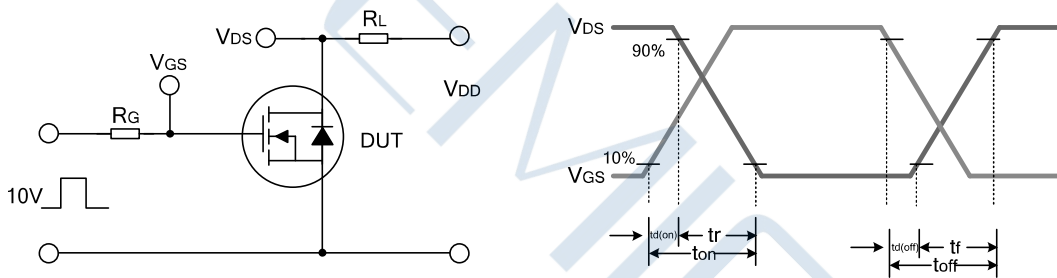 VDS
RL
VGS
RG
VDD
DUT
10V
VDS
90%
10%
VGS
td(on)
tr
ton
td(off)
tf
toff